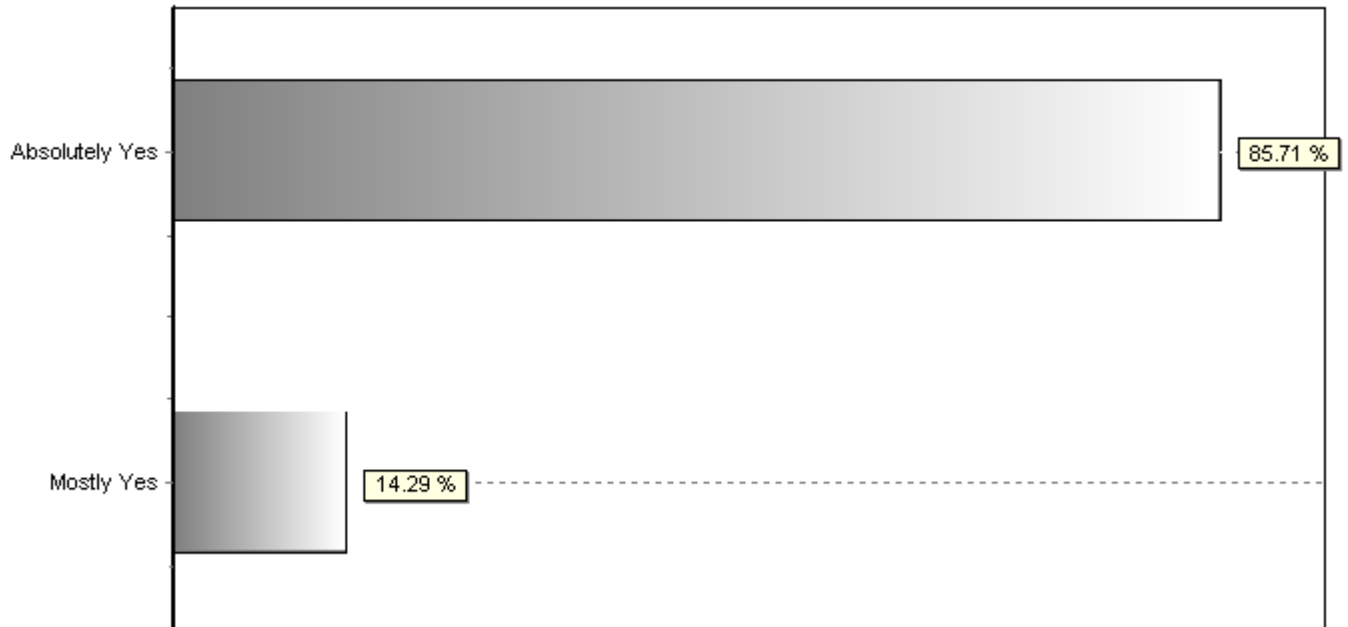 Absolutely Yes
85.71 %
Mostly Yes
14.29 %